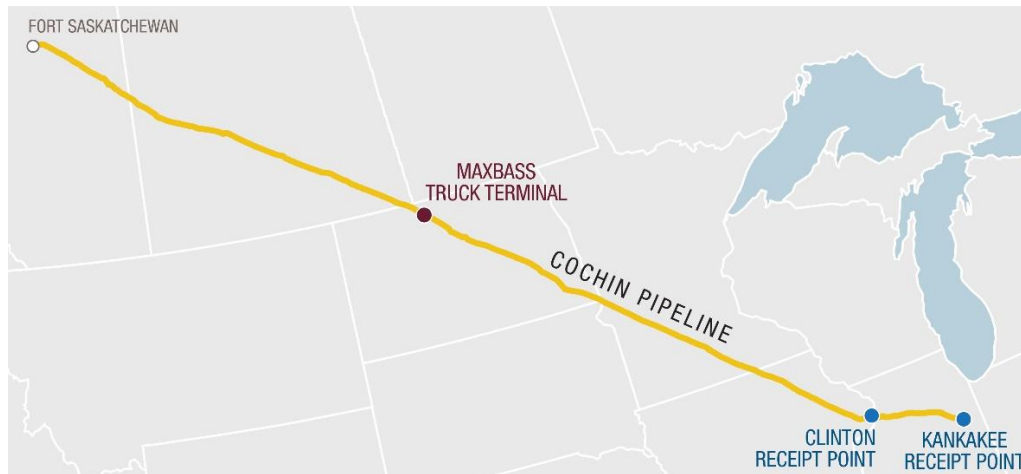 FORT SASKATCHEWAN
MAXBASS
TRUCK TERMINAL
COCHIN PIPELINE
CLINTON
RECEIPT POINT
KANKAKEE
RECEIPT POINT